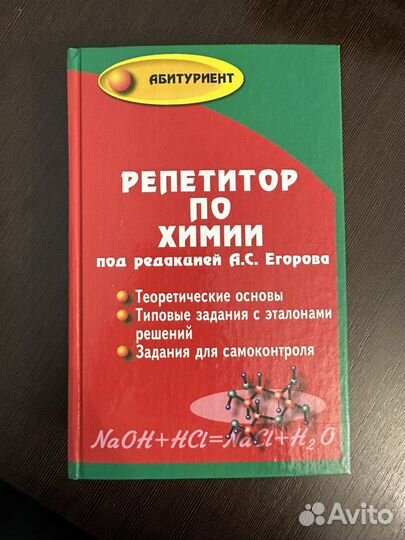 АБИТУРИЕНТ
РЕПЕТИТОР
ПО
ХИМИИ
под редакцией А.С. Егорова
Теоретические основы
Типовые задания с эталонами
решений
Задания для самоконтроля
NaOH+HCl=NaCl+H₂O
Avito